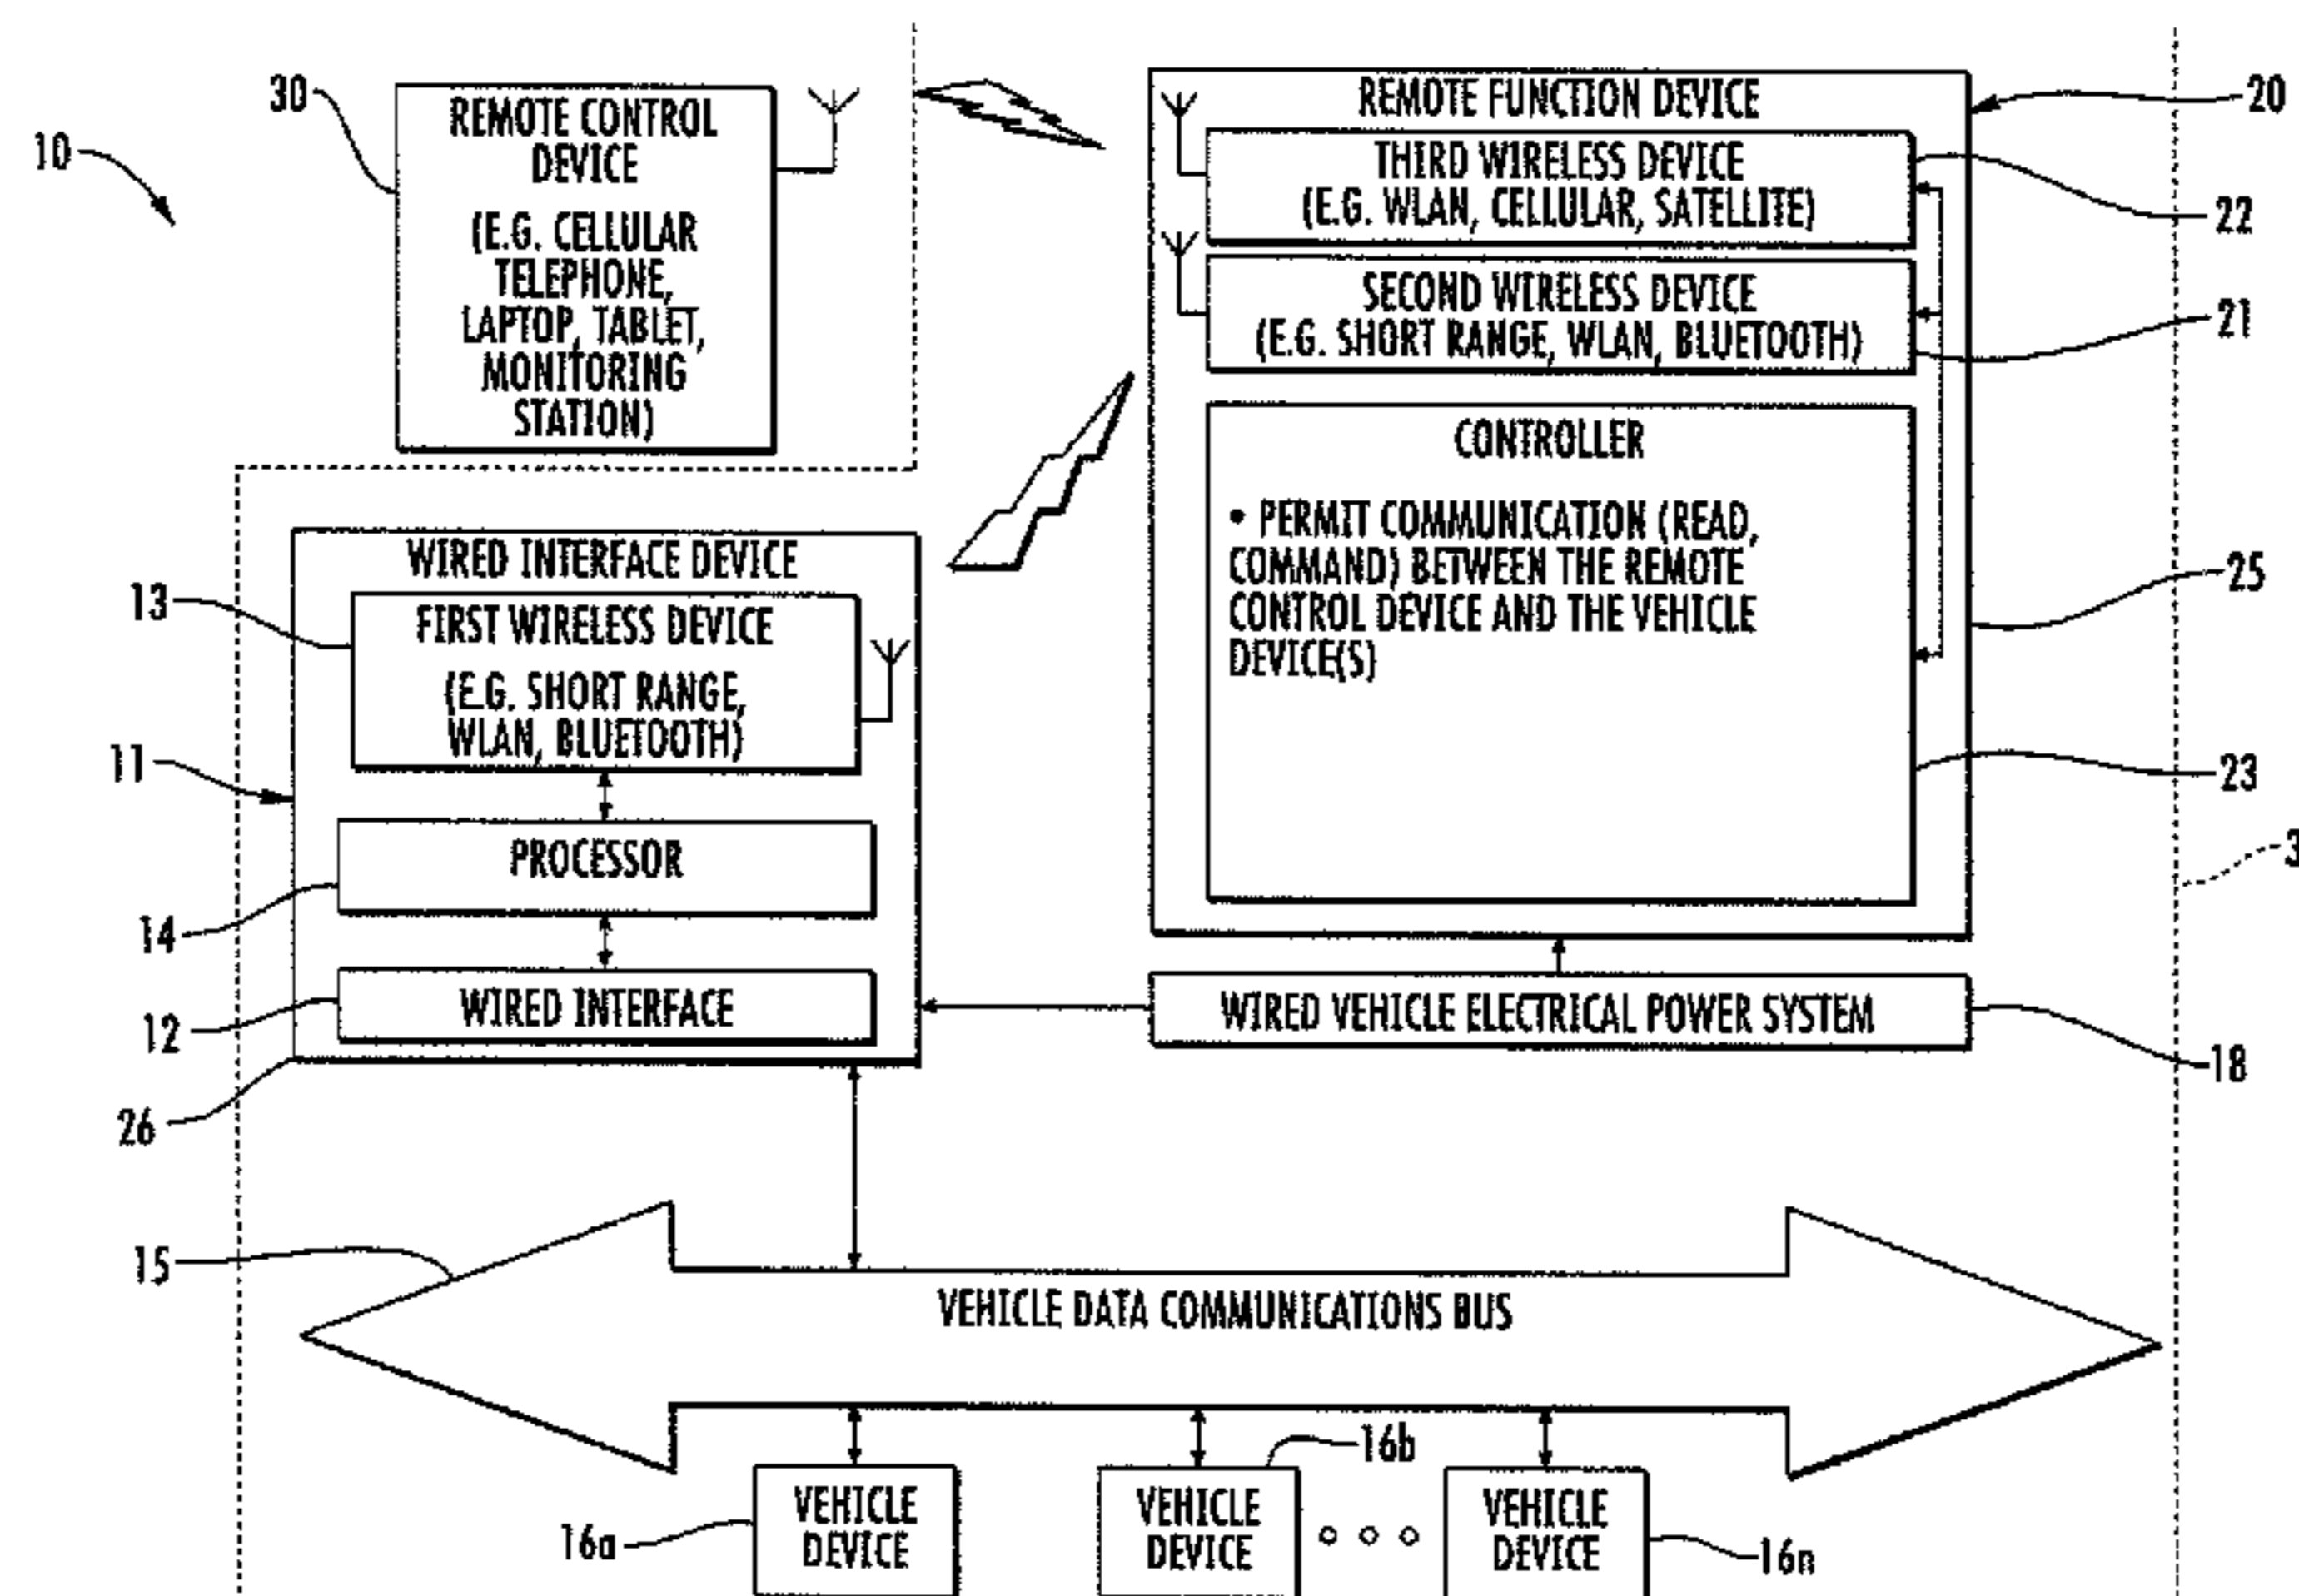 10
30
REMOTE CONTROL
DEVICE
(E.G. CELLULAR
TELEPHONE,
LAPTOP, TABLET,
MONITORING
STATION)
REMOTE FUNCTION DEVICE
20
THIRD WIRELESS DEVICE
(E.G. WLAN, CELLULAR, SATELLITE)
22
SECOND WIRELESS DEVICE
(E.G. SHORT RANGE, WLAN, BLUETOOTH)
21
CONTROLLER
• PERMIT COMMUNICATION (READ,
COMMAND) BETWEEN THE REMOTE
CONTROL DEVICE AND THE VEHICLE
DEVICE(S)
25
23
WIRED INTERFACE DEVICE
13
FIRST WIRELESS DEVICE
(E.G. SHORT RANGE,
WLAN, BLUETOOTH)
11
PROCESSOR
14
WIRED INTERFACE
12
26
WIRED VEHICLE ELECTRICAL POWER SYSTEM
18
15
VEHICLE DATA COMMUNICATIONS BUS
16a
VEHICLE
DEVICE
16b
VEHICLE
DEVICE
VEHICLE
DEVICE
16n